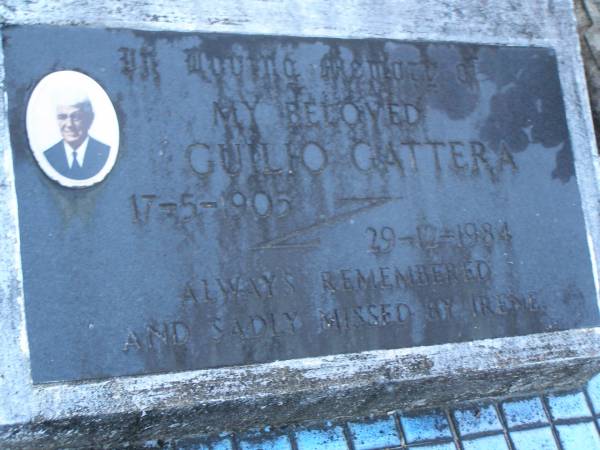 In Loving Memory of
MY BELOVED
GUILIO GATTERA
17-5-1905
29-12-1984
ALWAYS REMEMBERED
AND SADLY MISSED BY IRENE